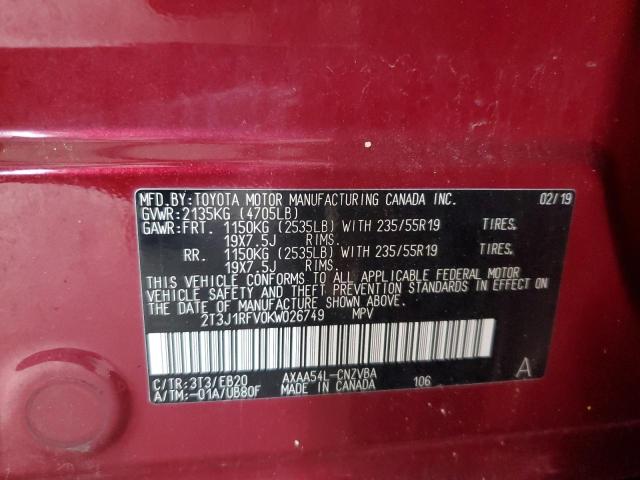 MFD.BY:TOYOTA MOTOR MANUFACTURING CANADA INC. 02/19
GVWR:2135KG (4705LB)
GAWR:FRT. 1150KG (2535LB) WITH 235/55R19 TIRES.
19X7.5J RIMS.
RR. 1150KG (2535LB) WITH 235/55R19 TIRES.
19X7.5J RIMS.
THIS VEHICLE CONFORMS TO ALL APPLICABLE FEDERAL MOTOR
VEHICLE SAFETY AND THEFT PREVENTION STANDARDS IN EFFECT ON
THE DATE OF MANUFACTURE SHOWN ABOVE.
2T3J1RFV0KW026749 MPV
C/TR:3T3/EB20 AXAA54L-CNZVBA 106 A
A/TM:-01A/UB80F MADE IN CANADA